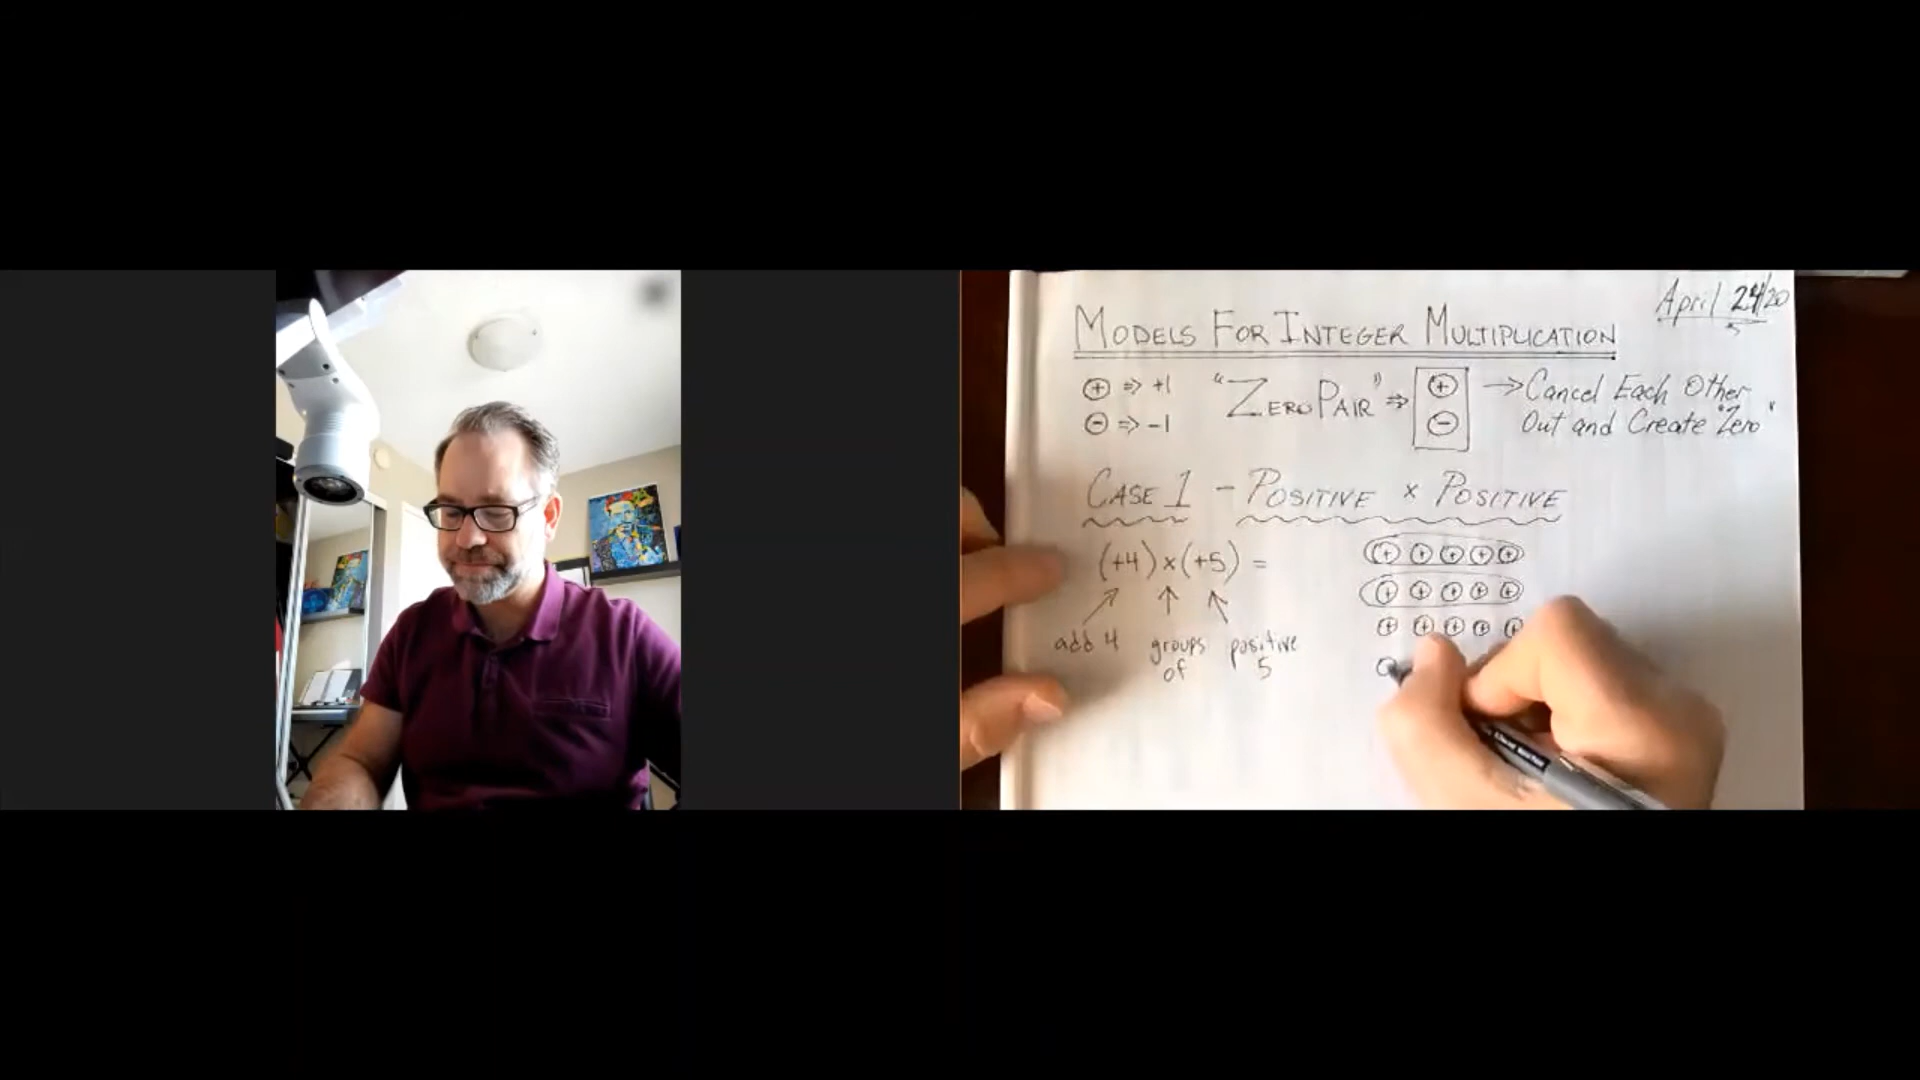 April 24/20
MODELS FOR INTEGER MULTIPLICATION
⊕ ⇒ +1
⊖ ⇒ -1
"ZERO PAIR" ⇒
⊕
⊖
→ Cancel Each Other
Out and Create "Zero"
CASE 1 - POSITIVE × POSITIVE
(+4)×(+5) =
add 4 groups of positive 5
⊕ ⊕ ⊕ ⊕ ⊕
⊕ ⊕ ⊕ ⊕ ⊕
⊕ ⊕ ⊕ ⊕ ⊕